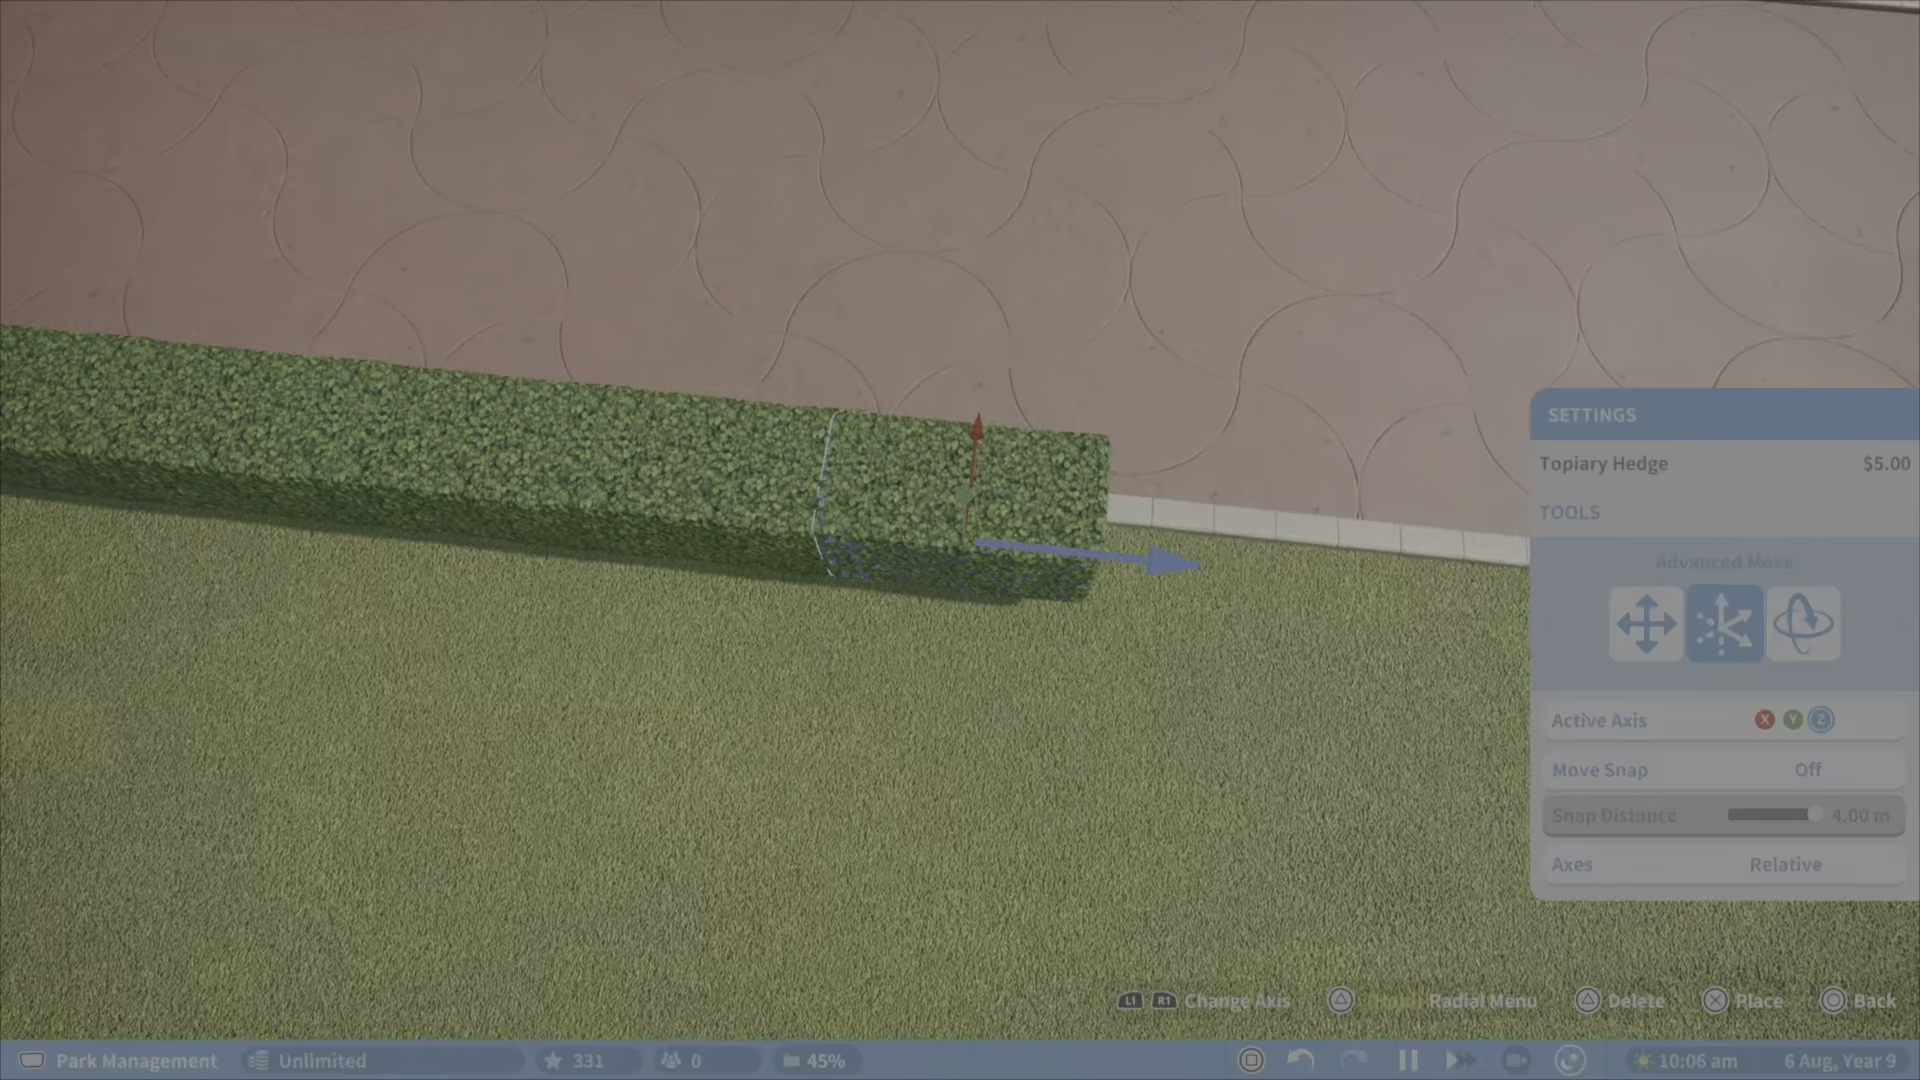 SETTINGS
Topiary Hedge $5.00
TOOLS
Advanced Move
Active Axis X Y Z
Move Snap Off
Snap Distance 4.00 m
Axes Relative
L1 R1 Change Axis Radial Menu Delete Place Back
Park Management Unlimited 331 0 45% 10:06 am 6 Aug, Year 9